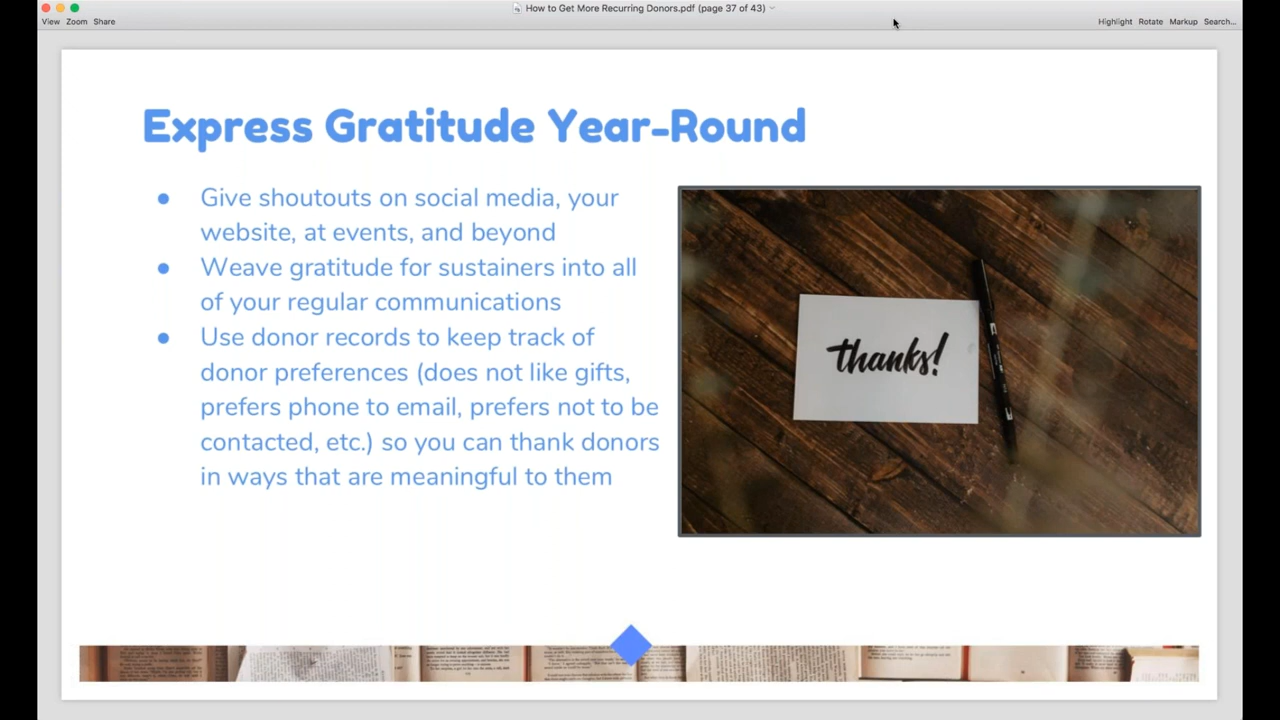 How to Get More Recurring Donors.pdf (page 37 of 43)
View Zoom Share
Highlight Rotate Markup Search...
Express Gratitude Year-Round
● Give shoutouts on social media, your
website, at events, and beyond
● Weave gratitude for sustainers into all
of your regular communications
● Use donor records to keep track of
donor preferences (does not like gifts,
prefers phone to email, prefers not to be
contacted, etc.) so you can thank donors
in ways that are meaningful to them
thanks!